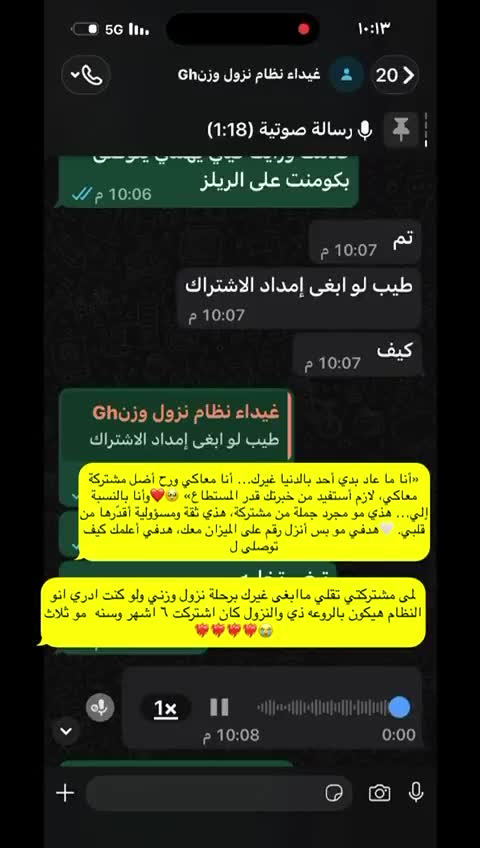 ١٠:١٣
5G
20
غيداء نظام نزول وزنGh
رسالة صوتية (1:18)
بكومنت على الريلز
10:06 م
تم
10:07 م
طيب لو ابغى إمداد الاشتراك
10:07 م
كيف
10:07 م
غيداء نظام نزول وزنGh
طيب لو ابغى إمداد الاشتراك
«أنا ما عاد بدي أحد بالدنيا غيرك... أنا معاكي ورح أضل مشتركة
معاكي، لازم أستفيد من خبرتك قدر المستطاع» 🥹❤️وأنا بالنسبة
إلي... هذي مو مجرد جملة من مشتركة، هذي ثقة ومسؤولية أقدّرها من
قلبي. 🤍هدفي مو بس أنزل رقم على الميزان معك، هدفي أعلمك كيف
توصلي ل
لمى مشتركتي تقلي ماابغى غيرك برحلة نزول وزني ولو كنت ادري انو
النظام هيكون بالروعه ذي والنزول كان اشتركت ٦ اشهر وسنه مو ثلاث
😭❤️‍🔥❤️‍🔥❤️‍🔥❤️‍🔥
1x
0:00
10:08 م